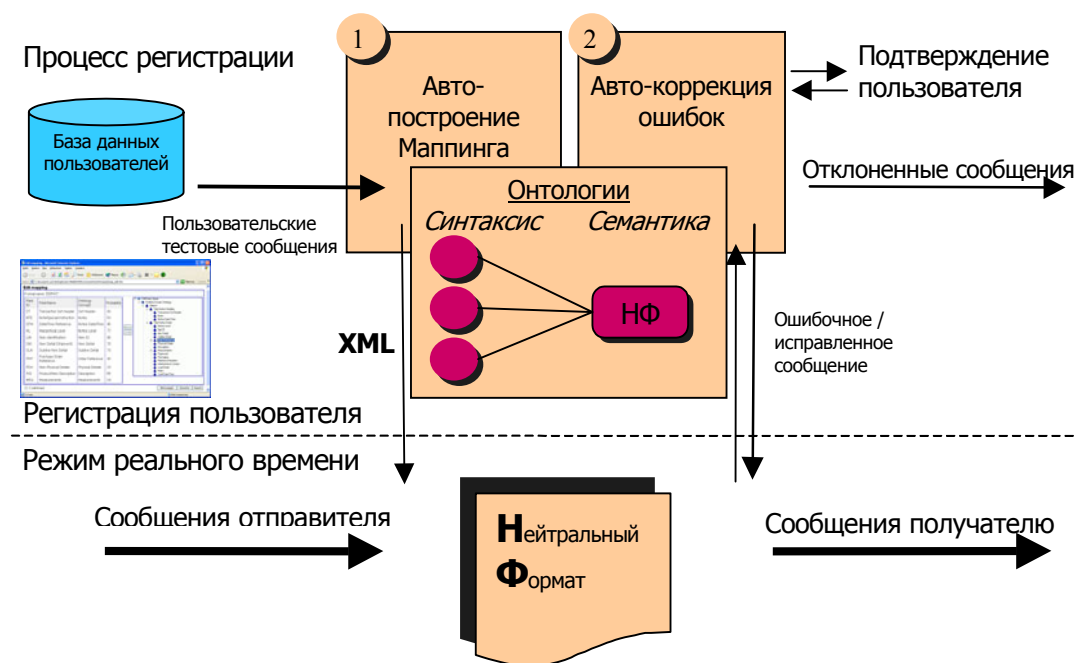 Процесс регистрации
База данных
пользователей
1
Авто-
построение
Маппинга
2
Авто-коррекция
ошибок
Подтверждение
пользователя
Отклоненные сообщения
Пользовательские
тестовые сообщения
Онтологии
Синтаксис
Семантика
НФ
XML
Ошибочное /
исправленное
сообщение
Регистрация пользователя
Режим реального времени
Сообщения отправителя
Нейтральный
Формат
Сообщения получателю